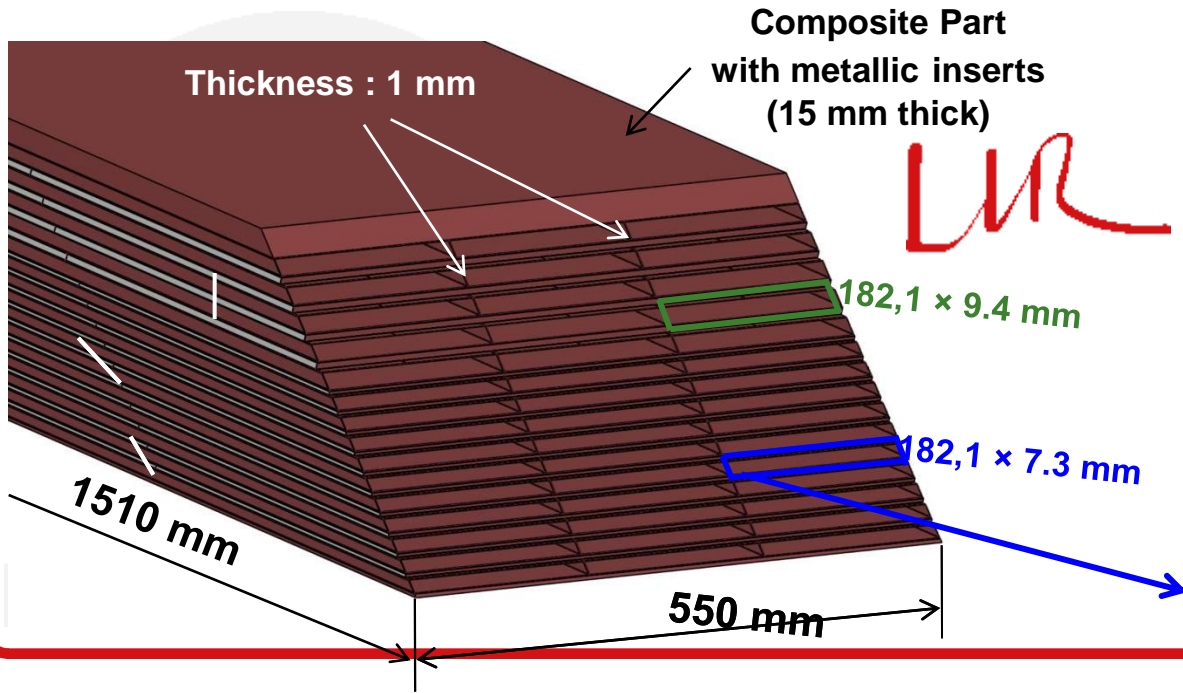 Composite Part
with metallic inserts
(15 mm thick)
Thickness : 1 mm
182,1 × 9.4 mm
182,1 × 7.3 mm
1510 mm
550 mm